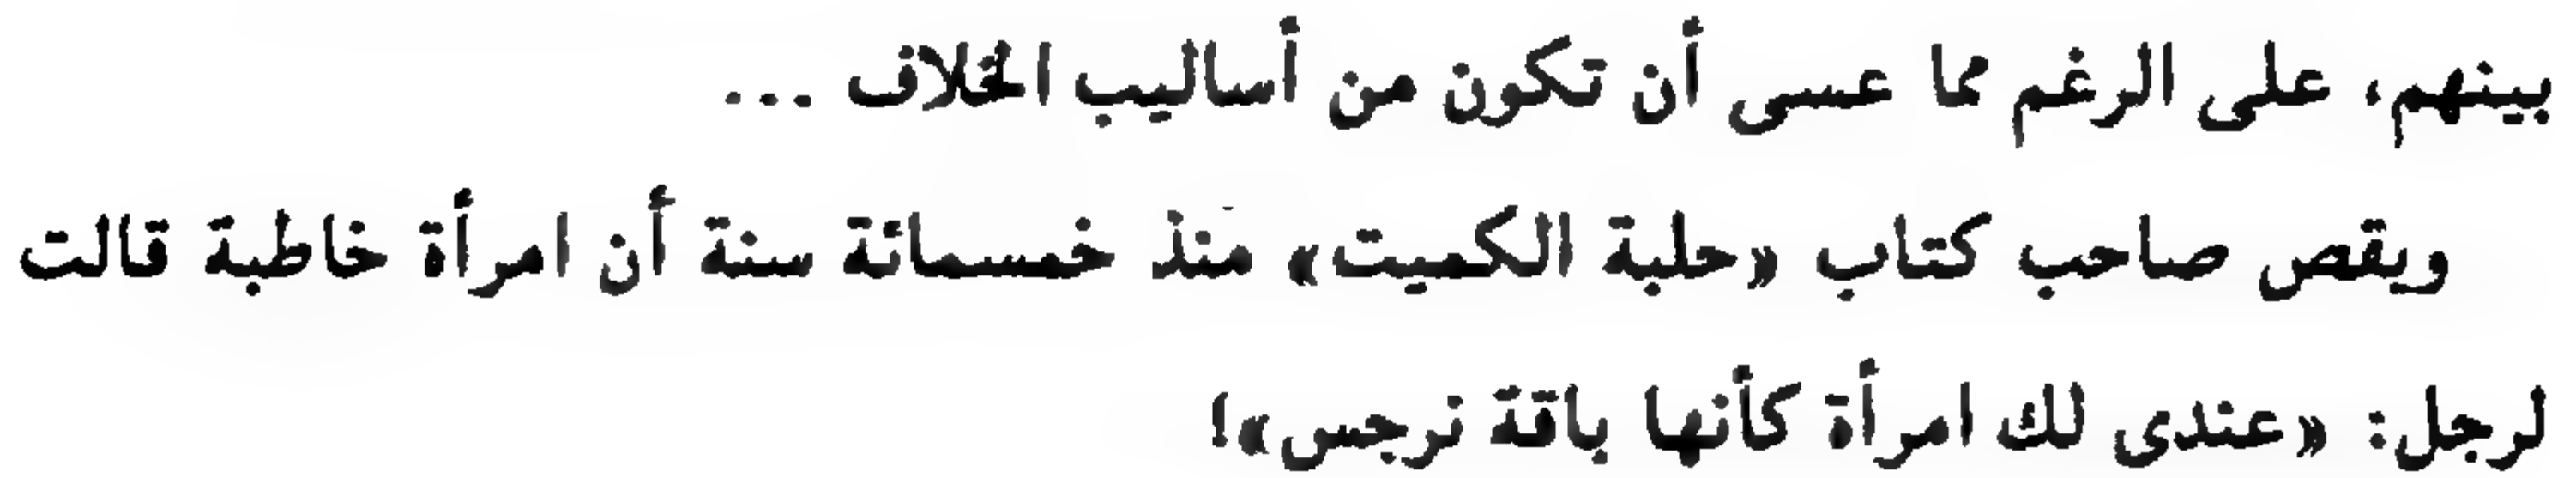 بينهم، على الرغم مما عسى أن تكون من أساليب الخلاف ...
ويقص صاحب كتاب «حلبة الكميت» منذ خمسمائة سنة أن امرأة خاطبة قالت
لرجل: «عندى لك امرأة كأنها باقة نرجس»!